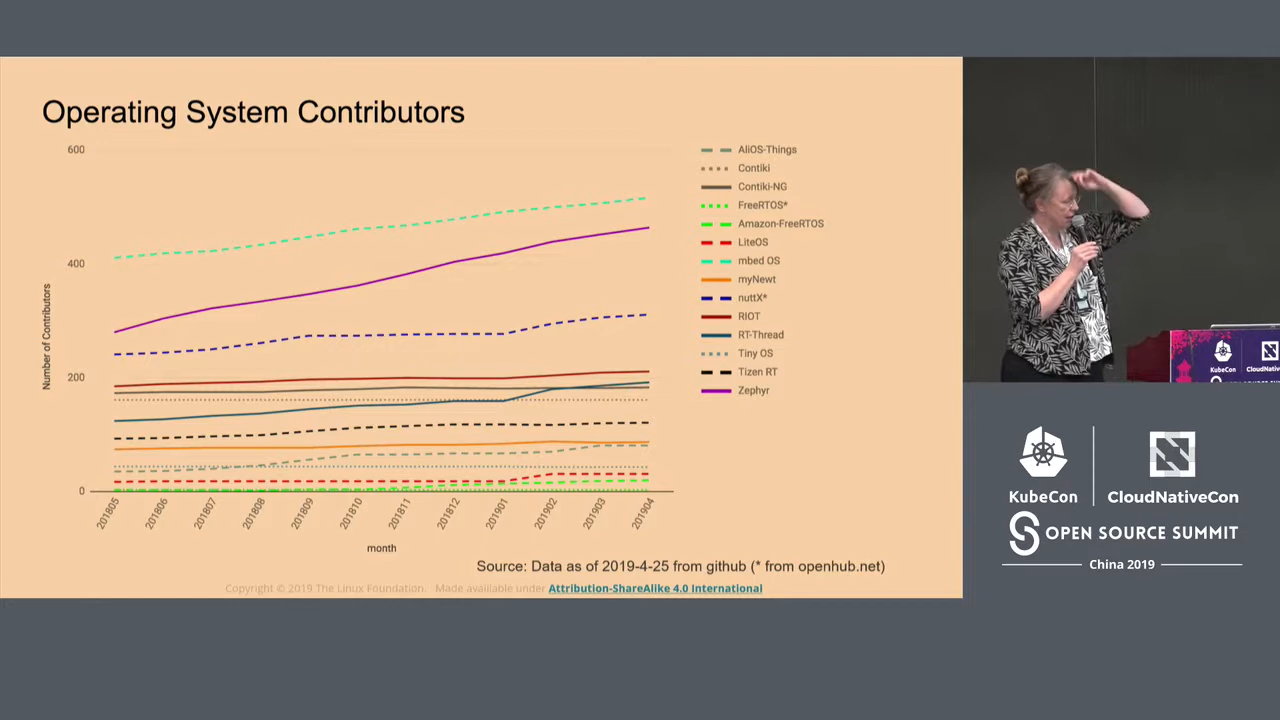 Operating System Contributors
600
400
200
0
Number of Contributors
201805
201806
201807
201808
201809
201810
201811
201812
201901
201902
201903
201904
month
AliOS-Things
Contiki
Contiki-NG
FreeRTOS*
Amazon-FreeRTOS
LiteOS
mbed OS
myNewt
nuttX*
RIOT
RT-Thread
Tiny OS
Tizen RT
Zephyr
Source: Data as of 2019-4-25 from github (* from openhub.net)
Copyright © 2019 The Linux Foundation. Made available under Attribution-ShareAlike 4.0 International
KubeCon
KubeCon CloudNativeCon
OPEN SOURCE SUMMIT
China 2019